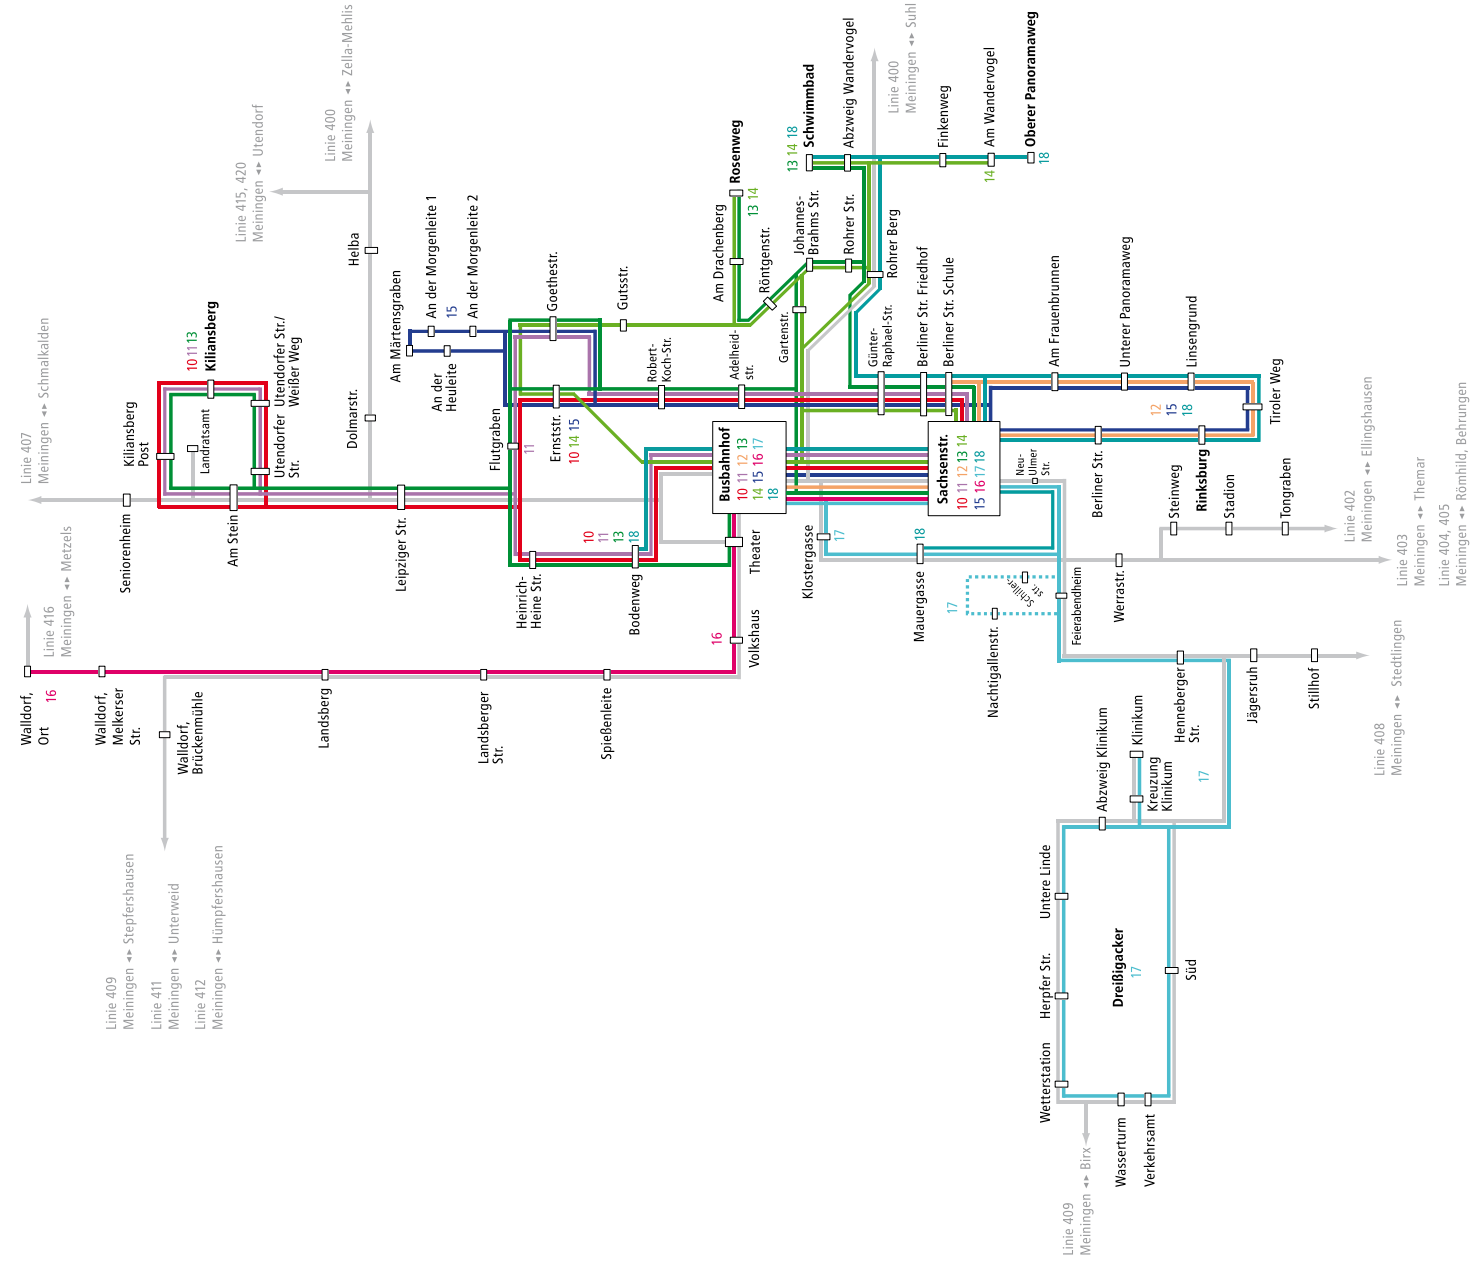 Linie 407
Meiningen ◂▸ Schmalkalden
Linie 416
Meiningen ◂▸ Metzels
Linie 415, 420
Meiningen ◂▸ Utendorf
Linie 400
Meiningen ◂▸ Zella-Mehlis
Linie 400
Meiningen ◂▸ Suhl
Linie 409
Meiningen ◂▸ Stepfershausen
Linie 411
Meiningen ◂▸ Unterweid
Linie 412
Meiningen ◂▸ Hümpfershausen
Linie 409
Meiningen ◂▸ Birx
Linie 408
Meiningen ◂▸ Stedtlingen
Linie 402
Meiningen ◂▸ Ellingshausen
Linie 403
Meiningen ◂▸ Themar
Linie 404, 405
Meiningen ◂▸ Römhild, Behrungen
Walldorf,
Ort
16
Walldorf,
Melkerser
Str.
Walldorf,
Brückenmühle
Landsberg
Landsberger
Str.
Spießenleite
Volkshaus
16
Theater
Seniorenheim
Kiliansberg
Post
Landratsamt
Kiliansberg
10 11 13
Utendorfer Str./
Weißer Weg
Utendorfer
Str.
Am Stein
Leipziger Str.
Dolmarstr.
Helba
Am Märtensgraben
An der Morgenleite 1
15
An der Morgenleite 2
An der
Heuleite
Flutgraben
11
Goethestr.
Gutsstr.
Ernststr.
10 14 15
Robert-
Koch-Str.
Adelheid-
str.
Heinrich-
Heine Str.
Bodenweg
10
11
13
18
Am Drachenberg
Rosenweg
13 14
Röntgenstr.
Gartenstr.
Johannes-
Brahms Str.
Rohrer Str.
Rohrer Berg
Schwimmbad
13 14 18
Abzweig Wandervogel
Finkenweg
Am Wandervogel
14
Oberer Panoramaweg
18
Busbahnhof
10 11 12 13
14 15 16 17
18
Sachsenstr.
10 11 12 13 14
15 16 17 18
Günter-
Raphael-Str.
Berliner Str. Friedhof
Berliner Str. Schule
Am Frauenbrunnen
Unterer Panoramaweg
Linsengrund
Tiroler Weg
12
15
18
Rinksburg
Berliner Str.
Neu-
Ulmer
Str.
Klostergasse
17
Mauergasse
18
Nachtigallenstr.
17
Schiller-
str.
Feierabendheim
Werrastr.
Steinweg
Stadion
Tongraben
Henneberger
Str.
17
Jägersruh
Stillhof
Abzweig Klinikum
Klinikum
Kreuzung
Klinikum
Untere Linde
Herpfer Str.
Wetterstation
Dreißigacker
17
Süd
Wasserturm
Verkehrsamt